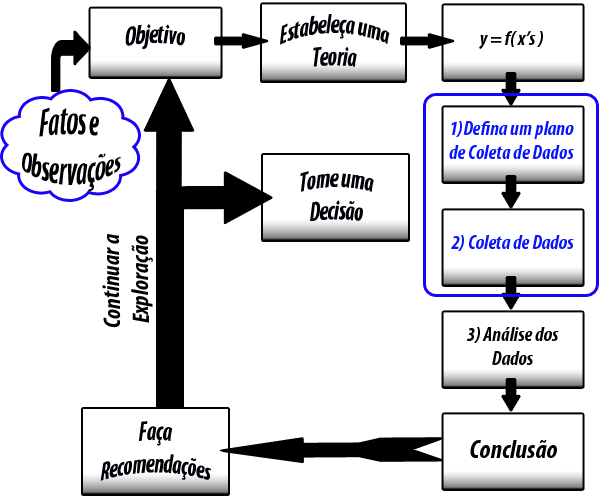 Objetivo
Estabeleça uma
Teoria
y = f( x's )
Fatos e
Observações
1)Defina um plano
de Coleta de Dados
Tome uma
Decisão
2) Coleta de Dados
Continuar a
Exploração
3) Análise dos
Dados
Faça
Recomendações
Conclusão